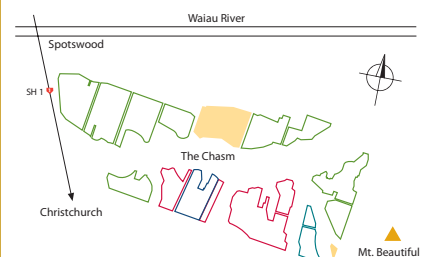 Waiau River
Spotswood
SH 1
The Chasm
Christchurch
Mt. Beautiful